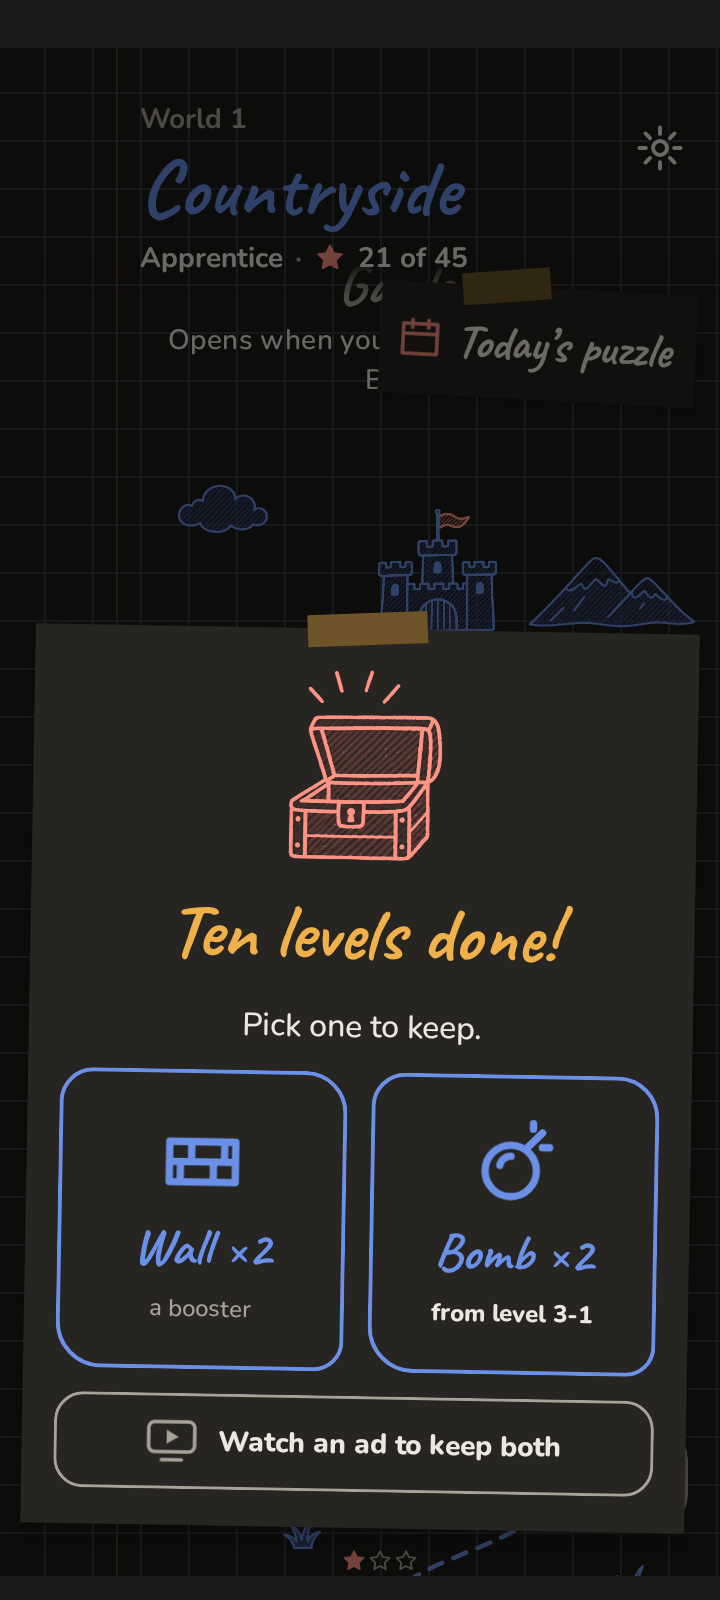 World 1
Countryside
Apprentice · 21 of 45
Opens when you
Today's puzzle
Ten levels done!
Pick one to keep.
Wall ×2
a booster
Bomb ×2
from level 3-1
Watch an ad to keep both